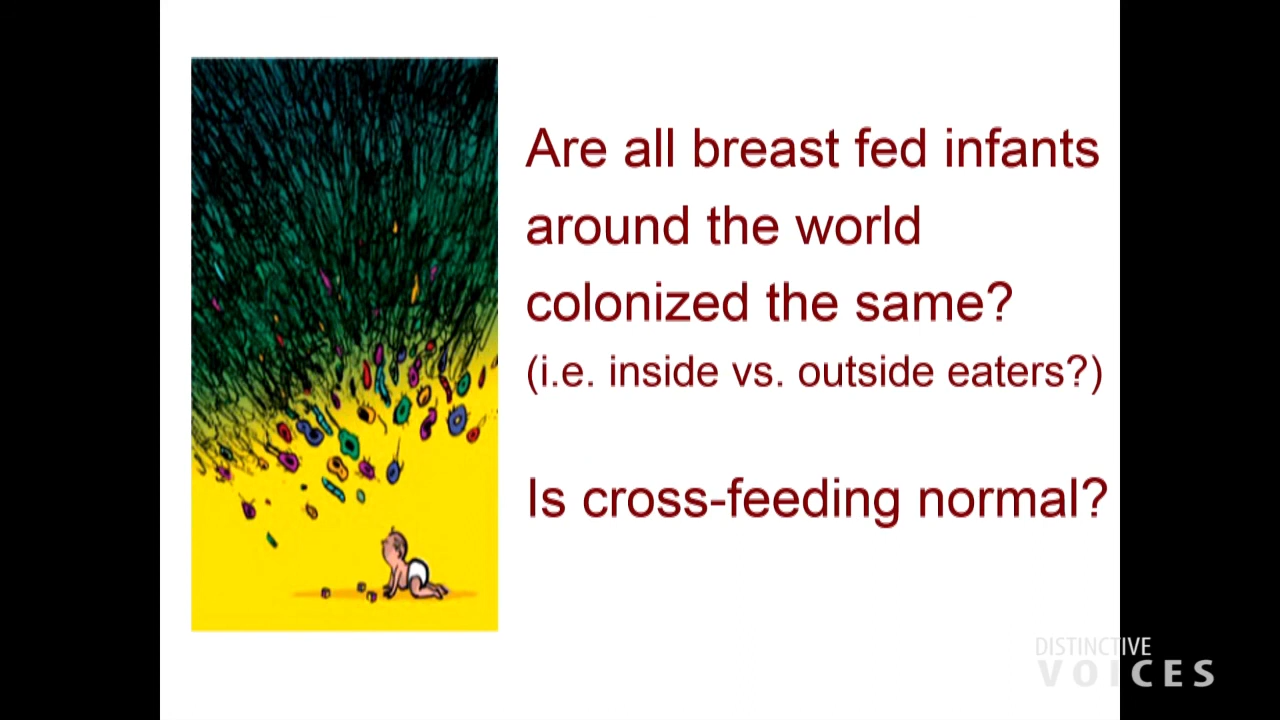 Are all breast fed infants
around the world
colonized the same?
(i.e. inside vs. outside eaters?)
Is cross-feeding normal?
DISTINCTIVE
VOICES